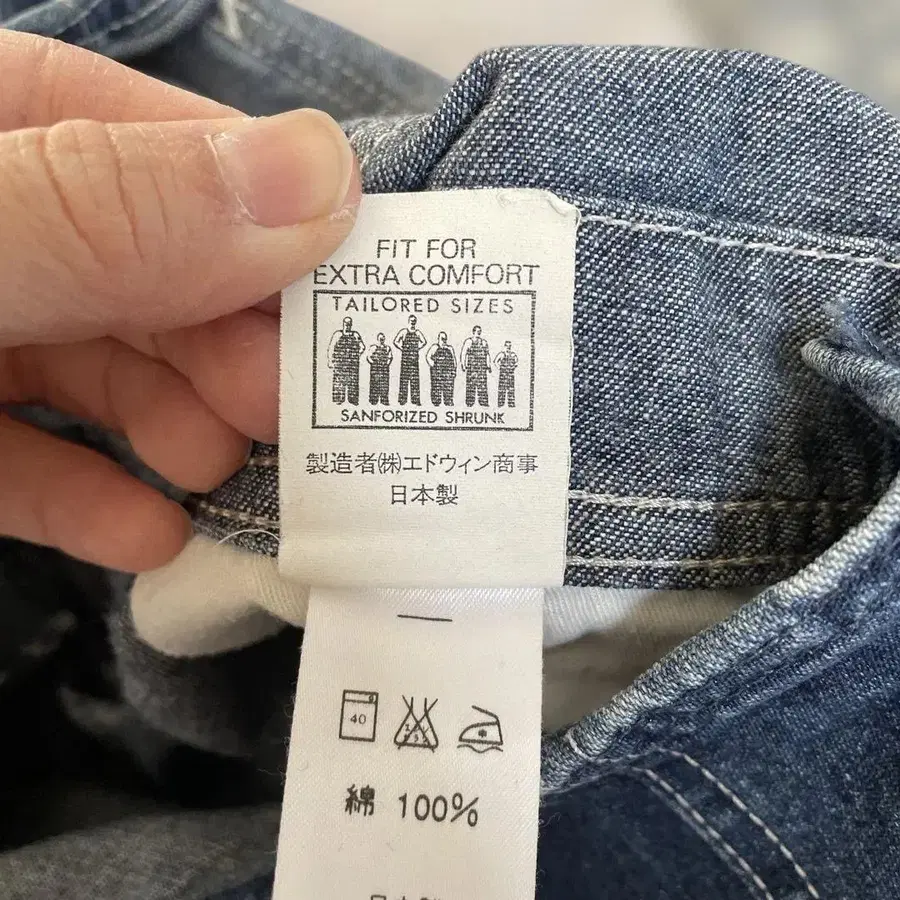 FIT FOR
EXTRA COMFORT
TAILORED SIZES
SANFORIZED SHRUNK
製造者㈱エドウィン商事
日本製
40
綿 100%